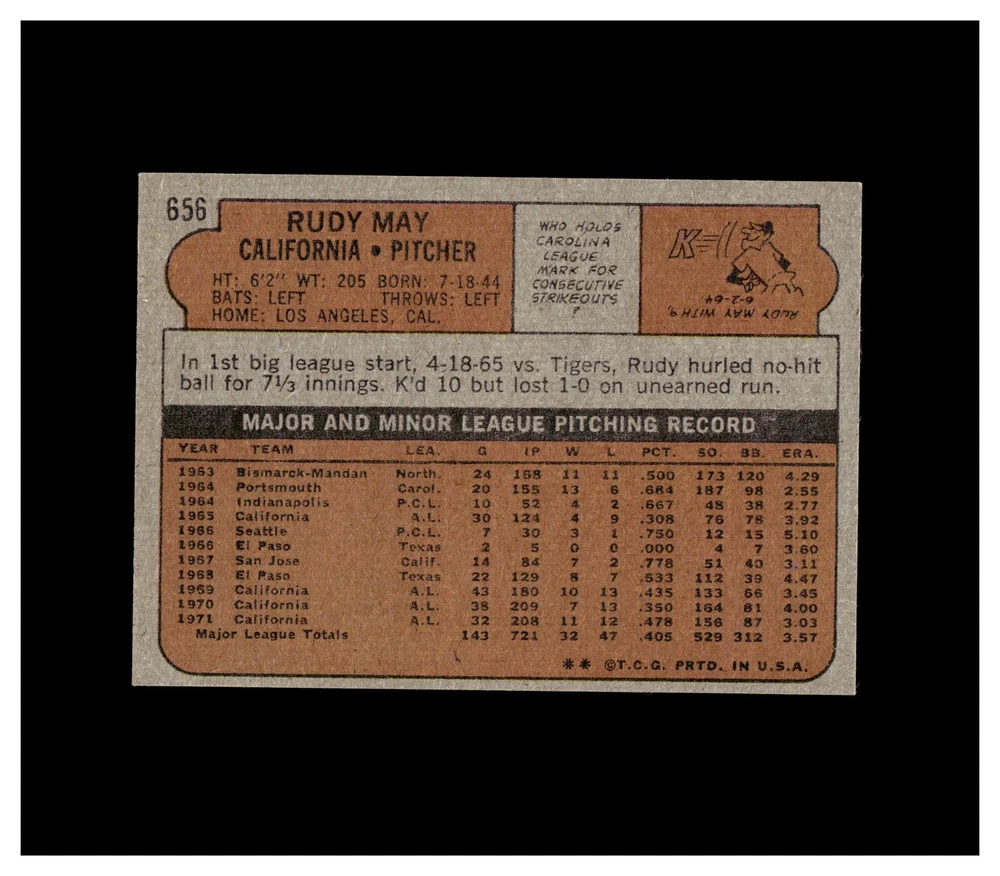 656
RUDY MAY
CALIFORNIA • PITCHER
HT: 6'2" WT: 205 BORN: 7-18-44
BATS: LEFT THROWS: LEFT
HOME: LOS ANGELES, CAL.
WHO HOLDS
CAROLINA
LEAGUE
MARK FOR
CONSECUTIVE
STRIKEOUTS
?
K
RUDY MAY WITH 9,
6-2-64
In 1st big league start, 4-18-65 vs. Tigers, Rudy hurled no-hit
ball for 7⅓ innings. K'd 10 but lost 1-0 on unearned run.
MAJOR AND MINOR LEAGUE PITCHING RECORD
YEAR TEAM LEA. G IP W L PCT. SO. BB. ERA.
1963 Bismarck-Mandan North. 24 168 11 11 .500 173 120 4.29
1964 Portsmouth Carol. 20 155 13 6 .684 187 98 2.55
1964 Indianapolis P.C.L. 10 52 4 2 .667 48 38 2.77
1965 California A.L. 30 124 4 9 .308 76 78 3.92
1966 Seattle P.C.L. 7 30 3 1 .750 12 15 5.10
1966 El Paso Texas 2 5 0 0 .000 4 7 3.60
1967 San Jose Calif. 14 84 7 2 .778 51 40 3.11
1968 El Paso Texas 22 129 8 7 .533 112 39 4.47
1969 California A.L. 43 180 10 13 .435 133 66 3.45
1970 California A.L. 38 209 7 13 .350 164 81 4.00
1971 California A.L. 32 208 11 12 .478 156 87 3.03
Major League Totals 143 721 32 47 .405 529 312 3.57
** ©T.C.G. PRTD. IN U.S.A.